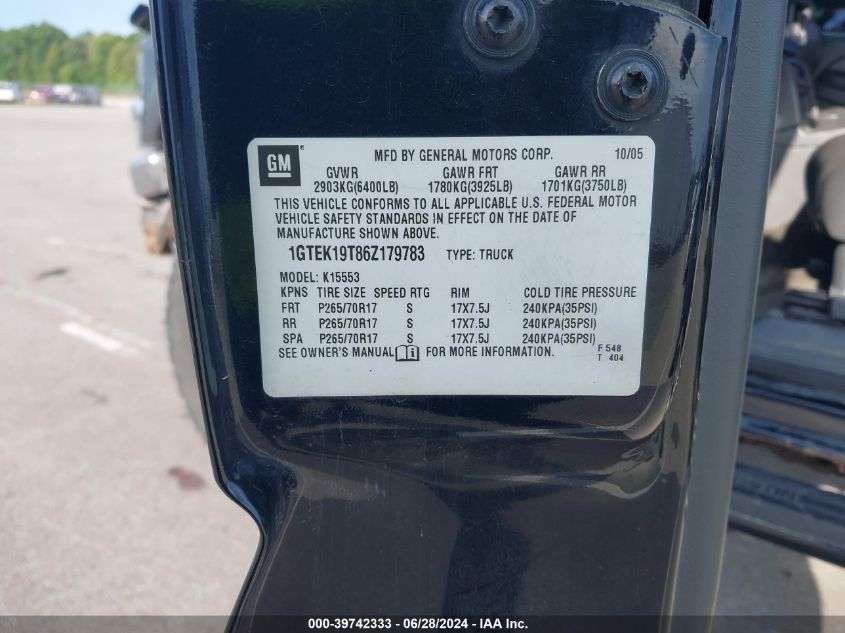 GM
MFD BY GENERAL MOTORS CORP. 10/05
GVWR GAWR FRT GAWR RR
2903KG(6400LB) 1780KG(3925LB) 1701KG(3750LB)
THIS VEHICLE CONFORMS TO ALL APPLICABLE U.S. FEDERAL MOTOR
VEHICLE SAFETY STANDARDS IN EFFECT ON THE DATE OF
MANUFACTURE SHOWN ABOVE.
1GTEK19T86Z179783 TYPE: TRUCK
MODEL: K15553
KPNS TIRE SIZE SPEED RTG RIM COLD TIRE PRESSURE
FRT P265/70R17 S 17X7.5J 240KPA(35PSI)
RR P265/70R17 S 17X7.5J 240KPA(35PSI)
SPA P265/70R17 S 17X7.5J 240KPA(35PSI)
SEE OWNER'S MANUAL i FOR MORE INFORMATION.
F 548
T 404
000-39742333 - 06/28/2024 - IAA Inc.